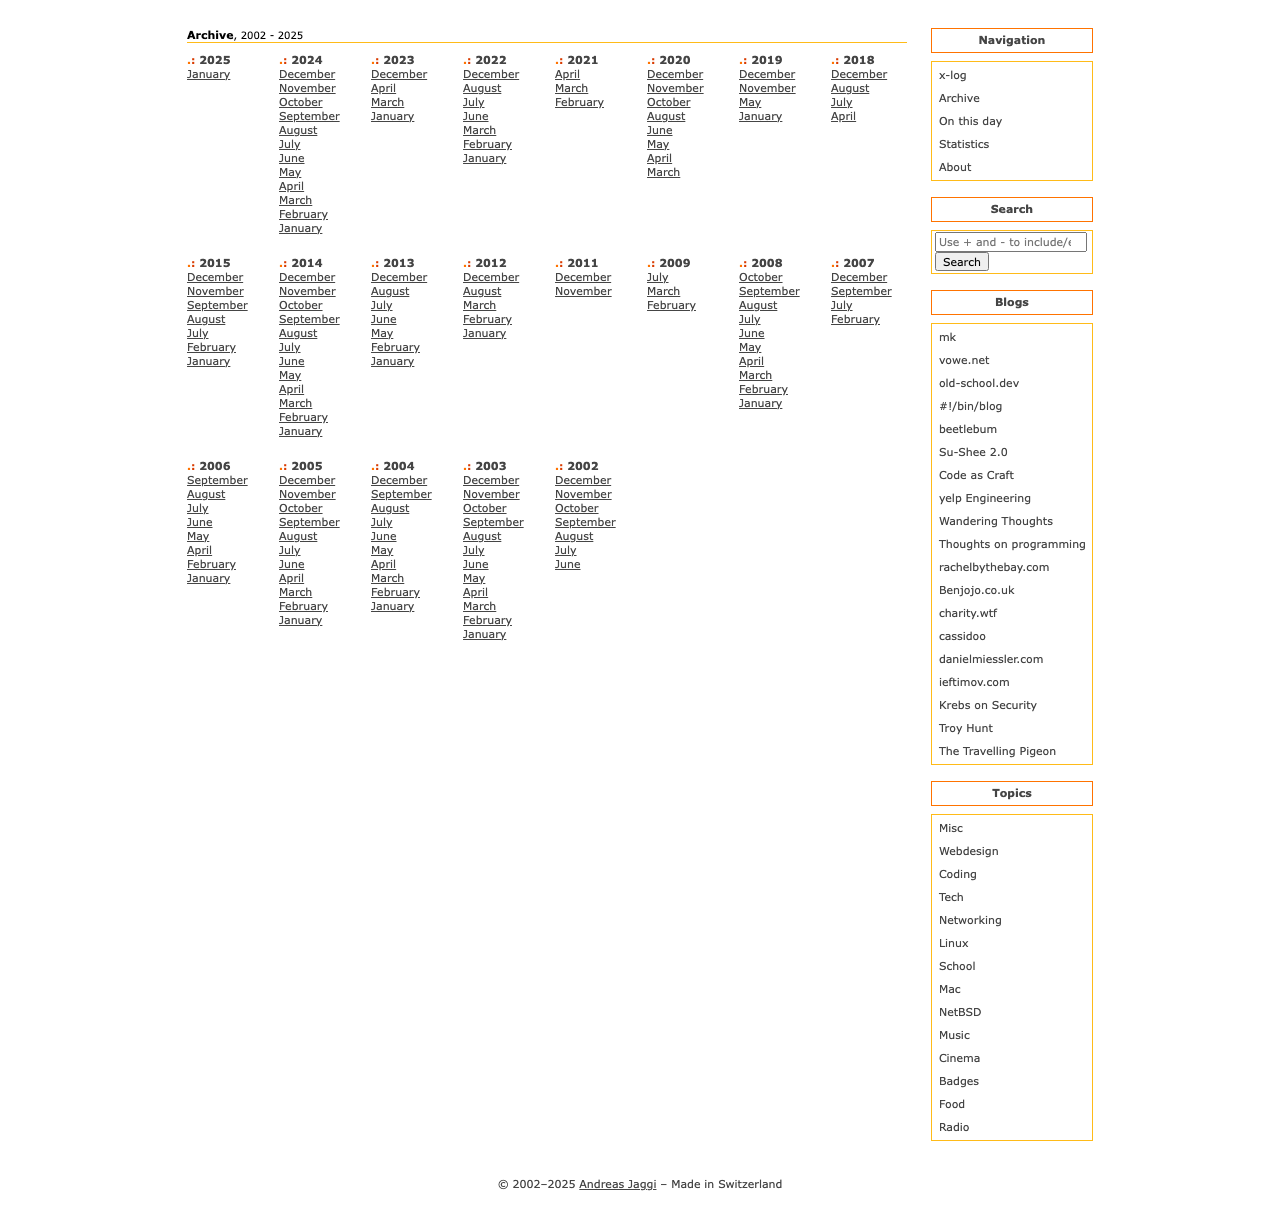 Archive, 2002 - 2025
.: 2025
January
.: 2024
December
November
October
September
August
July
June
May
April
March
February
January
.: 2023
December
April
March
January
.: 2022
December
August
July
June
March
February
January
.: 2021
April
March
February
.: 2020
December
November
October
August
June
May
April
March
.: 2019
December
November
May
January
.: 2018
December
August
July
April
.: 2015
December
November
September
August
July
February
January
.: 2014
December
November
October
September
August
July
June
May
April
March
February
January
.: 2013
December
August
July
June
May
February
January
.: 2012
December
August
March
February
January
.: 2011
December
November
.: 2009
July
March
February
.: 2008
October
September
August
July
June
May
April
March
February
January
.: 2007
December
September
July
February
.: 2006
September
August
July
June
May
April
February
January
.: 2005
December
November
October
September
August
July
June
April
March
February
January
.: 2004
December
September
August
July
June
May
April
March
February
January
.: 2003
December
November
October
September
August
July
June
May
April
March
February
January
.: 2002
December
November
October
September
August
July
June
Navigation
x-log
Archive
On this day
Statistics
About
Search
Use + and - to include/e
Search
Blogs
mk
vowe.net
old-school.dev
#!/bin/blog
beetlebum
Su-Shee 2.0
Code as Craft
yelp Engineering
Wandering Thoughts
Thoughts on programming
rachelbythebay.com
Benjojo.co.uk
charity.wtf
cassidoo
danielmiessler.com
ieftimov.com
Krebs on Security
Troy Hunt
The Travelling Pigeon
Topics
Misc
Webdesign
Coding
Tech
Networking
Linux
School
Mac
NetBSD
Music
Cinema
Badges
Food
Radio
© 2002–2025 Andreas Jaggi – Made in Switzerland